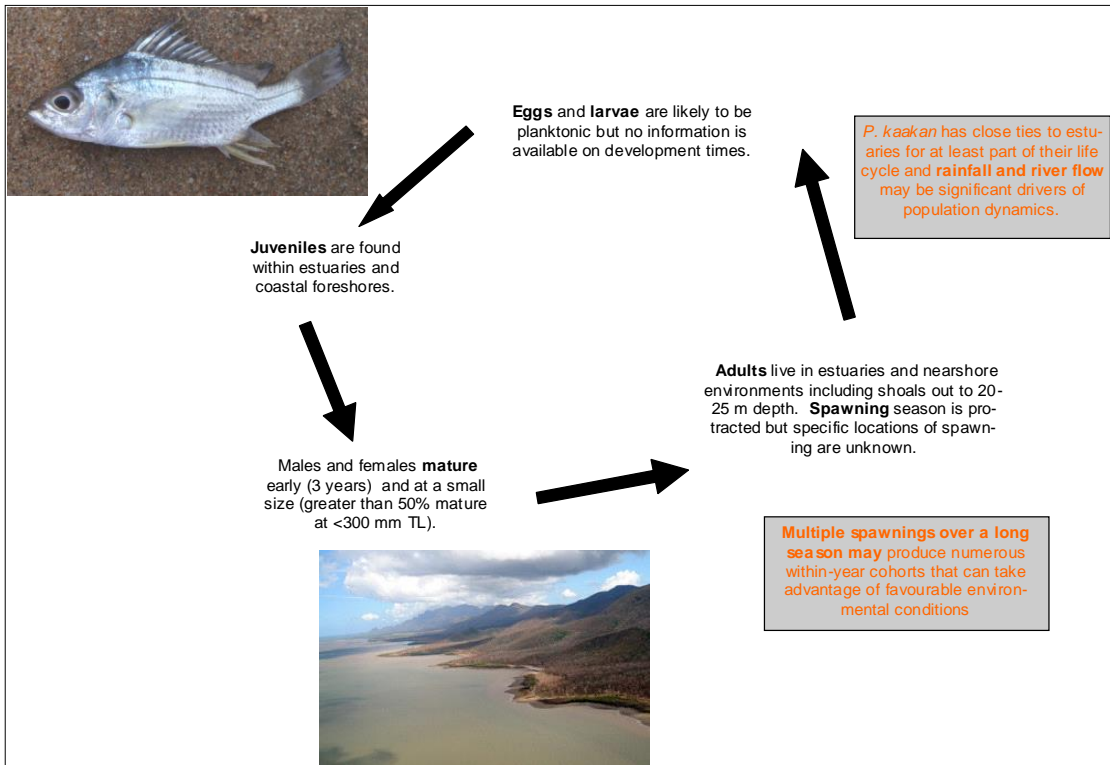 Eggs and larvae are likely to be
planktonic but no information is
available on development times.
P. kaakan has close ties to estu-
aries for at least part of their life
cycle and rainfall and river flow
may be significant drivers of
population dynamics.
Juveniles are found
within estuaries and
coastal foreshores.
Adults live in estuaries and nearshore
environments including shoals out to 20-
25 m depth. Spawning season is pro-
tracted but specific locations of spawn-
ing are unknown.
Males and females mature
early (3 years) and at a small
size (greater than 50% mature
at <300 mm TL).
Multiple spawnings over a long
season may produce numerous
within-year cohorts that can take
advantage of favourable environ-
mental conditions